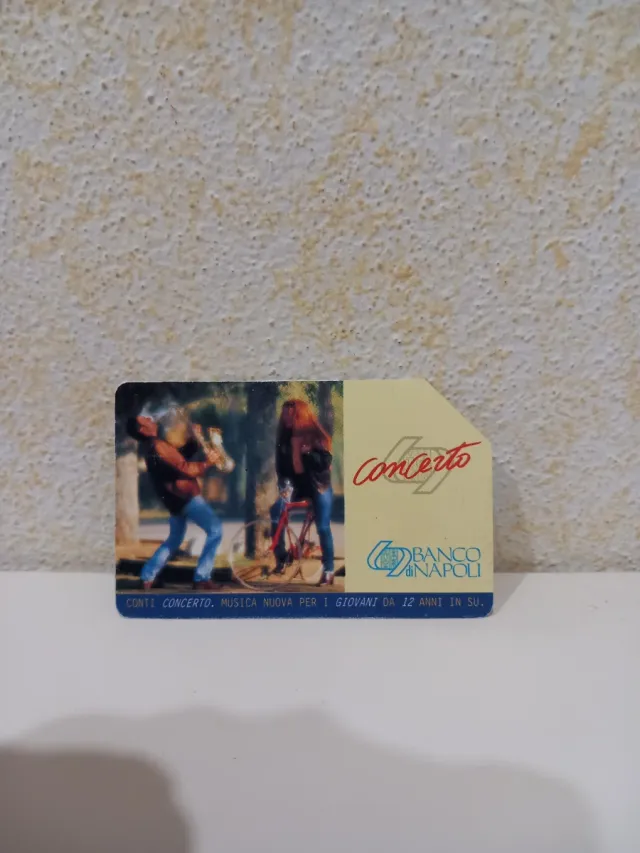 concerto
BANCO
di NAPOLI
CONTI CONCERTO. MUSICA NUOVA PER I GIOVANI DA 12 ANNI IN SU.